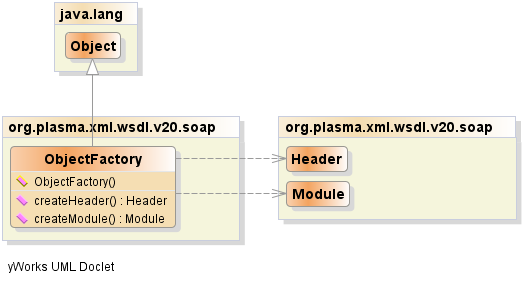 java.lang
Object
org.plasma.xml.wsdl.v20.soap
ObjectFactory
ObjectFactory()
createHeader() : Header
createModule() : Module
org.plasma.xml.wsdl.v20.soap
Header
Module
yWorks UML Doclet